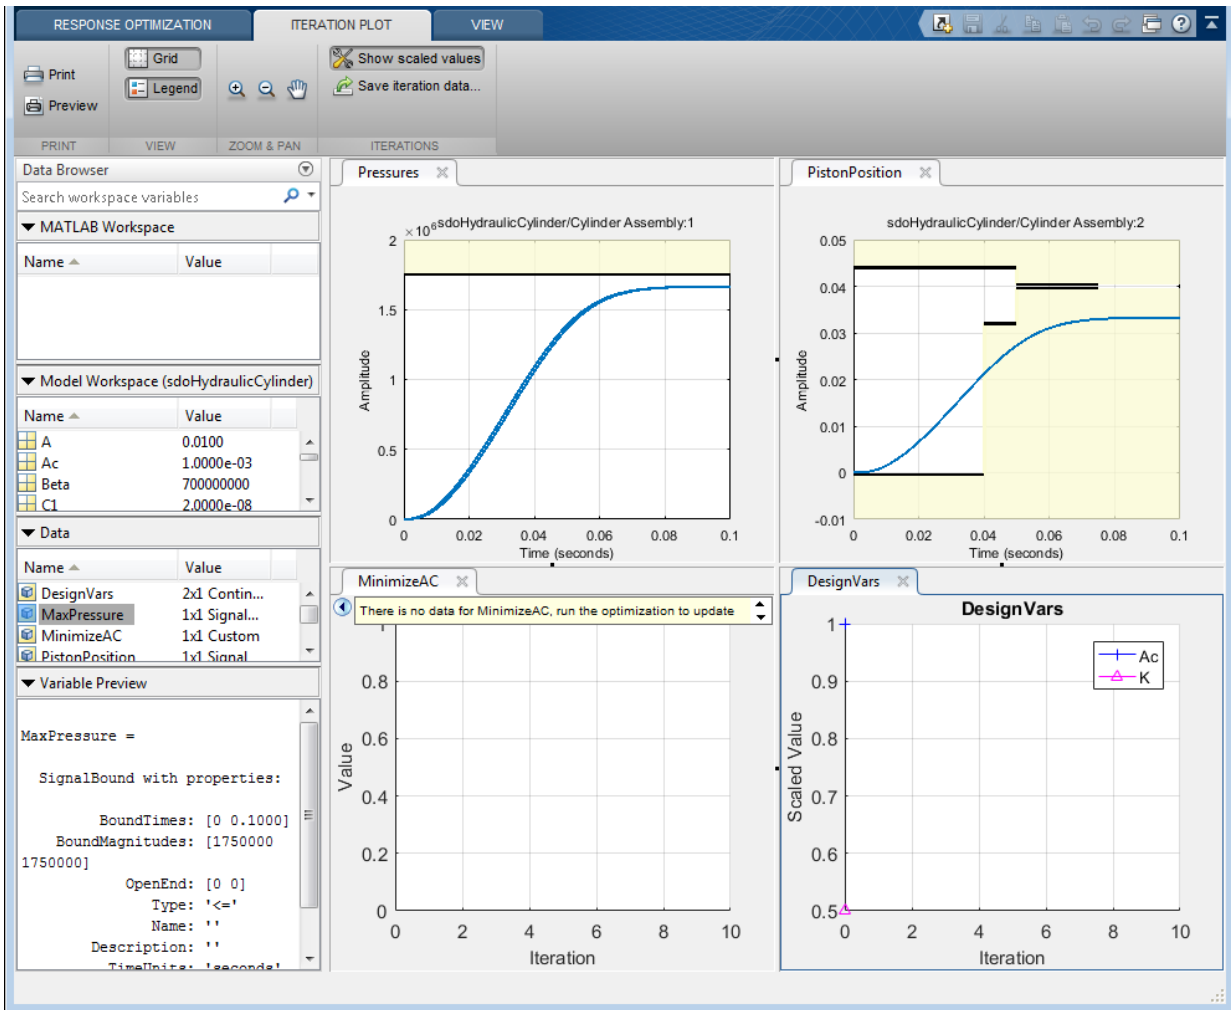 RESPONSE OPTIMIZATION
ITERATION PLOT
VIEW
Print
Preview
PRINT
Grid
Legend
VIEW
ZOOM & PAN
Show scaled values
Save iteration data...
ITERATIONS
Data Browser
Search workspace variables
MATLAB Workspace
Name Value
Model Workspace (sdoHydraulicCylinder)
Name Value
A 0.0100
Ac 1.0000e-03
Beta 700000000
C1 2.0000e-08
Data
Name Value
DesignVars 2x1 Contin...
MaxPressure 1x1 Signal...
MinimizeAC 1x1 Custom
PistonPosition 1x1 Signal
Variable Preview
MaxPressure =
SignalBound with properties:
BoundTimes: [0 0.1000]
BoundMagnitudes: [1750000
1750000]
OpenEnd: [0 0]
Type: '<='
Name: ''
Description: ''
TimeUnits: 'seconds'
Pressures
×10⁶ sdoHydraulicCylinder/Cylinder Assembly:1
2
1.5
1
0.5
0
Amplitude
0 0.02 0.04 0.06 0.08 0.1
Time (seconds)
PistonPosition
sdoHydraulicCylinder/Cylinder Assembly:2
0.05
0.04
0.03
0.02
0.01
0
-0.01
Amplitude
0 0.02 0.04 0.06 0.08 0.1
Time (seconds)
MinimizeAC
There is no data for MinimizeAC, run the optimization to update
1
0.8
0.6
0.4
0.2
0
Value
0 2 4 6 8 10
Iteration
DesignVars
DesignVars
1
0.9
0.8
0.7
0.6
0.5
Scaled Value
Ac
K
0 2 4 6 8 10
Iteration